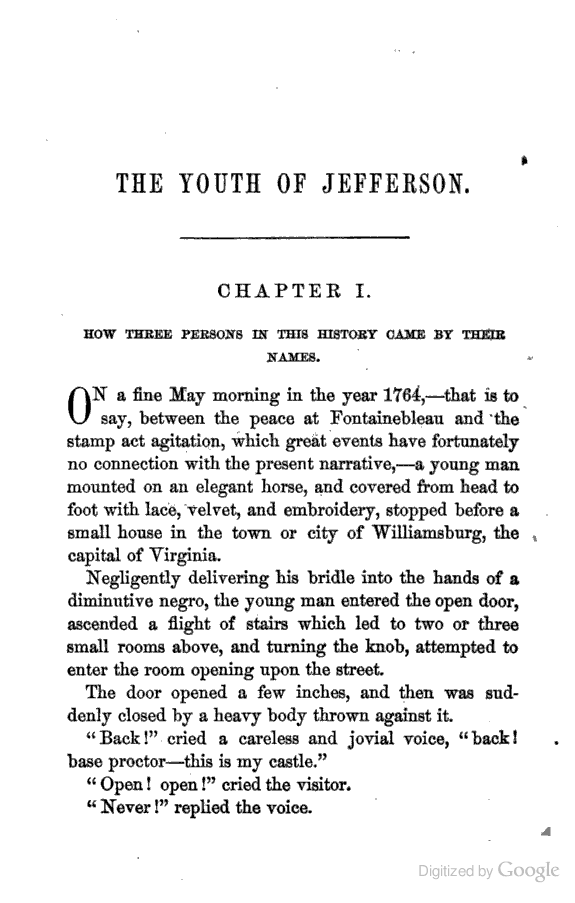 THE YOUTH OF JEFFERSON.
CHAPTER I.
HOW THREE PERSONS IN THIS HISTORY CAME BY THEIR
NAMES.
ON a fine May morning in the year 1764,—that is to
say, between the peace at Fontainebleau and the
stamp act agitation, which great events have fortunately
no connection with the present narrative,—a young man
mounted on an elegant horse, and covered from head to
foot with lace, velvet, and embroidery, stopped before a
small house in the town or city of Williamsburg, the
capital of Virginia.
Negligently delivering his bridle into the hands of a
diminutive negro, the young man entered the open door,
ascended a flight of stairs which led to two or three
small rooms above, and turning the knob, attempted to
enter the room opening upon the street.
The door opened a few inches, and then was sud-
denly closed by a heavy body thrown against it.
“Back!” cried a careless and jovial voice, “back!
base proctor—this is my castle.”
“Open! open!” cried the visitor.
“Never!” replied the voice.
Digitized by Google